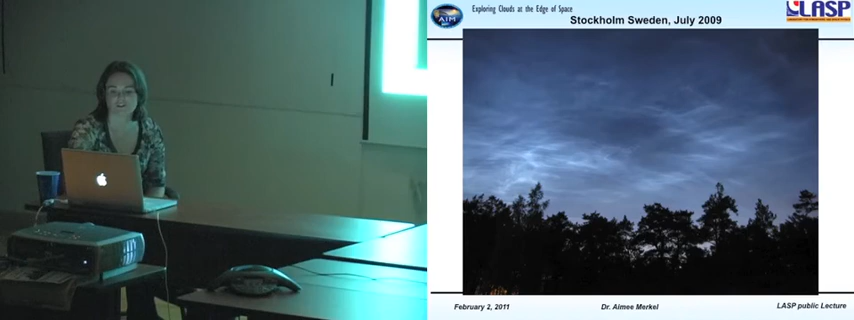 Exploring Clouds at the Edge of Space
Stockholm Sweden, July 2009
AIM
LASP
February 2, 2011
Dr. Aimee Merkel
LASP public Lecture